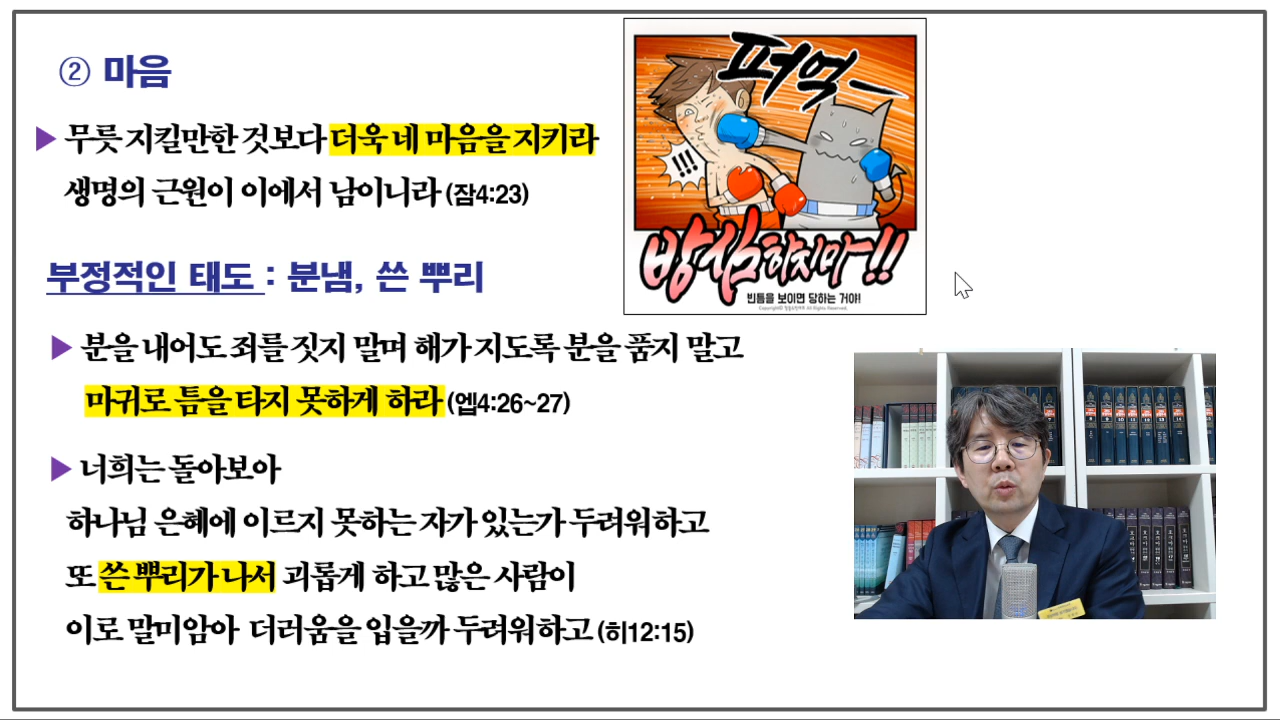 ② 마음
▶ 무릇 지킬만한 것보다 더욱 네 마음을 지키라
생명의 근원이 이에서 남이니라 (잠4:23)
퍼억~
!!!
방심하지마~!!
빈틈을 보이면 당하는 거야!
부정적인 태도 : 분냄, 쓴 뿌리
▶ 분을 내어도 죄를 짓지 말며 해가 지도록 분을 품지 말고
마귀로 틈을 타지 못하게 하라 (엡4:26~27)
▶ 너희는 돌아보아
하나님 은혜에 이르지 못하는 자가 있는가 두려워하고
또 쓴 뿌리가 나서 괴롭게 하고 많은 사람이
이로 말미암아 더러움을 입을까 두려워하고 (히12:15)